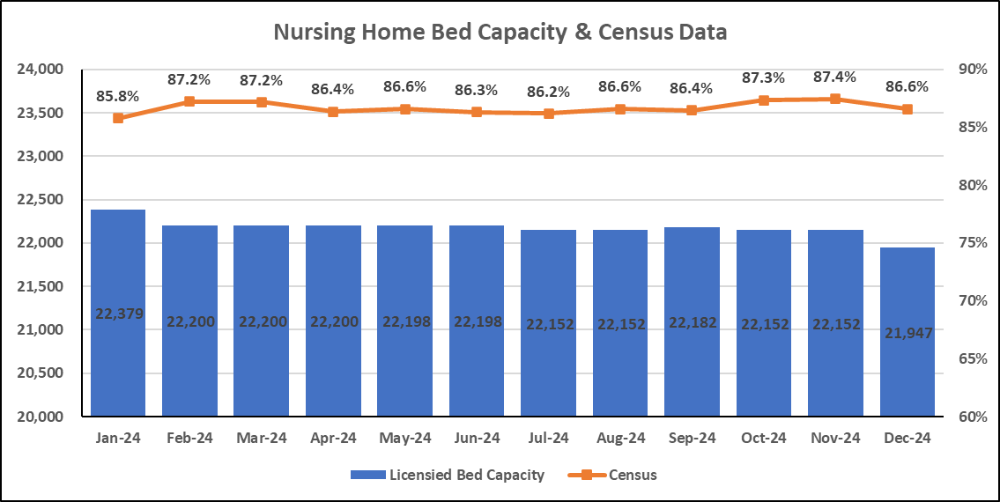 Nursing Home Bed Capacity & Census Data
24,000
23,500
23,000
22,500
22,000
21,500
21,000
20,500
20,000
85.8%
87.2%
87.2%
86.4%
86.6%
86.3%
86.2%
86.6%
86.4%
87.3%
87.4%
86.6%
90%
85%
80%
75%
70%
65%
60%
22,379
22,200
22,200
22,200
22,198
22,198
22,152
22,152
22,182
22,152
22,152
21,947
Jan-24
Feb-24
Mar-24
Apr-24
May-24
Jun-24
Jul-24
Aug-24
Sep-24
Oct-24
Nov-24
Dec-24
Licensied Bed Capacity
Census